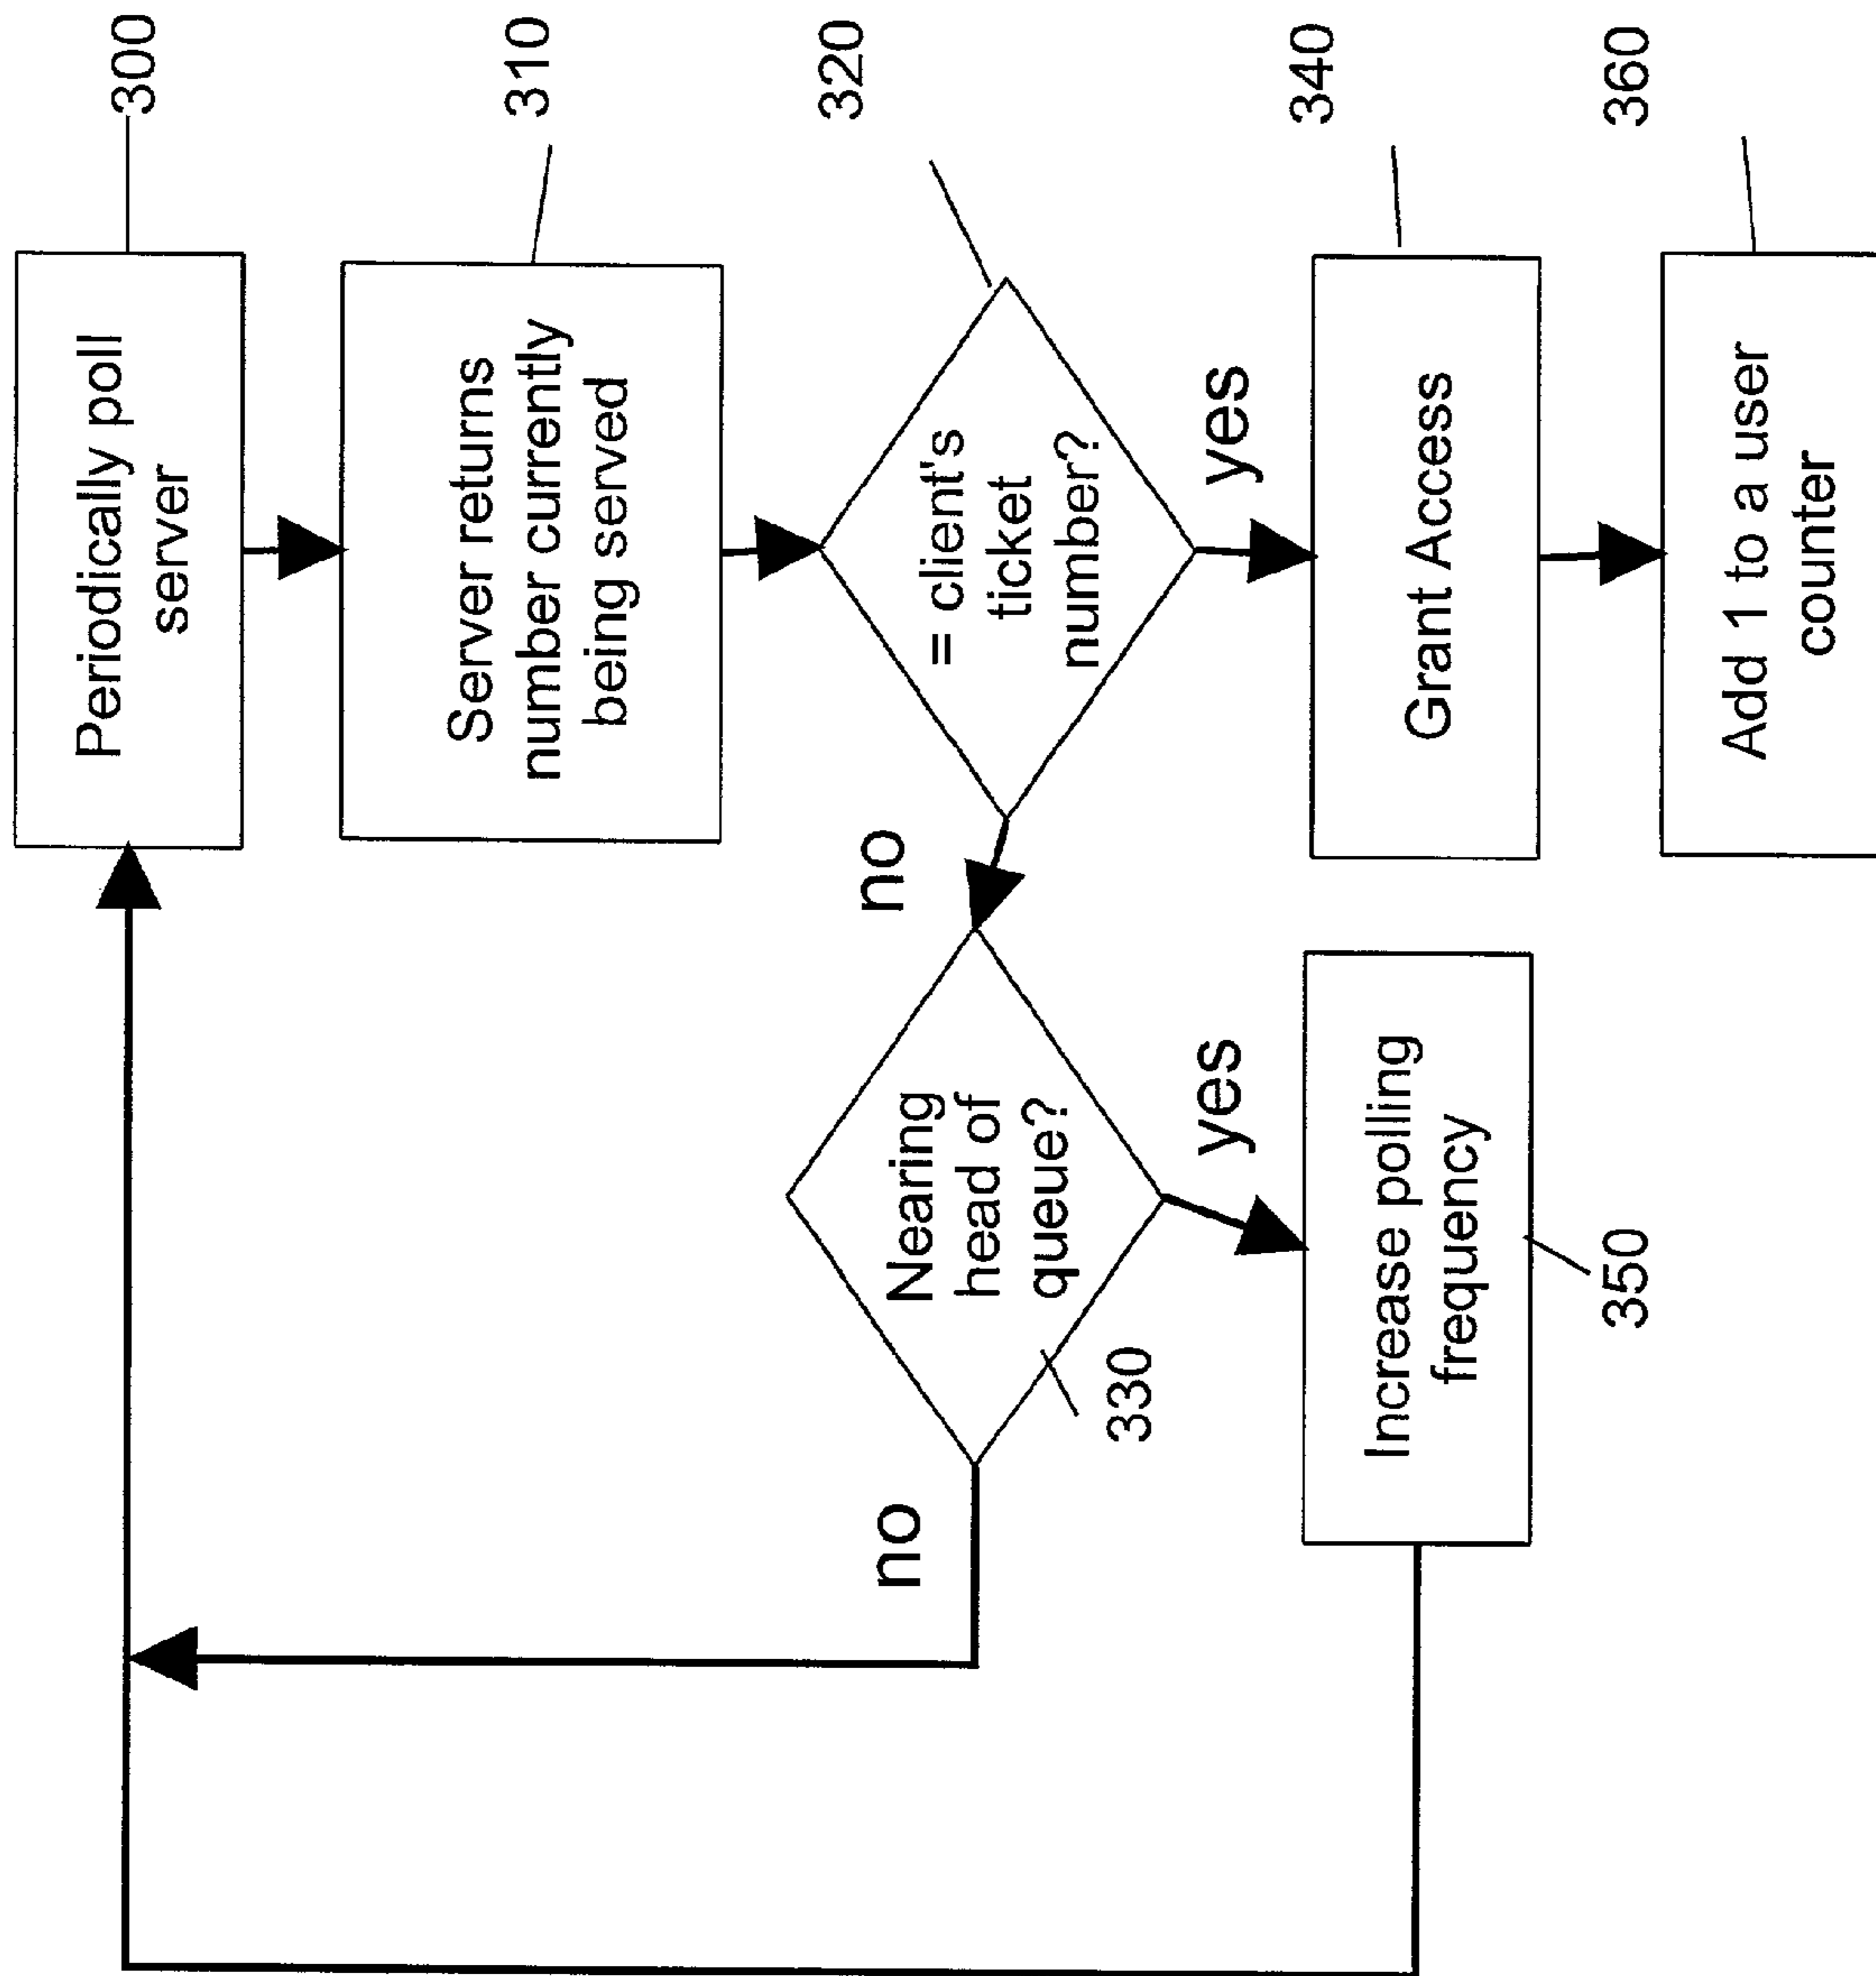 Periodically poll
server
300
Server returns
number currently
being served
310
= client's
ticket
number?
320
no
yes
Nearing
head of
queue?
330
no
yes
Grant Access
340
Increase polling
frequency
350
Add 1 to a user
counter
360